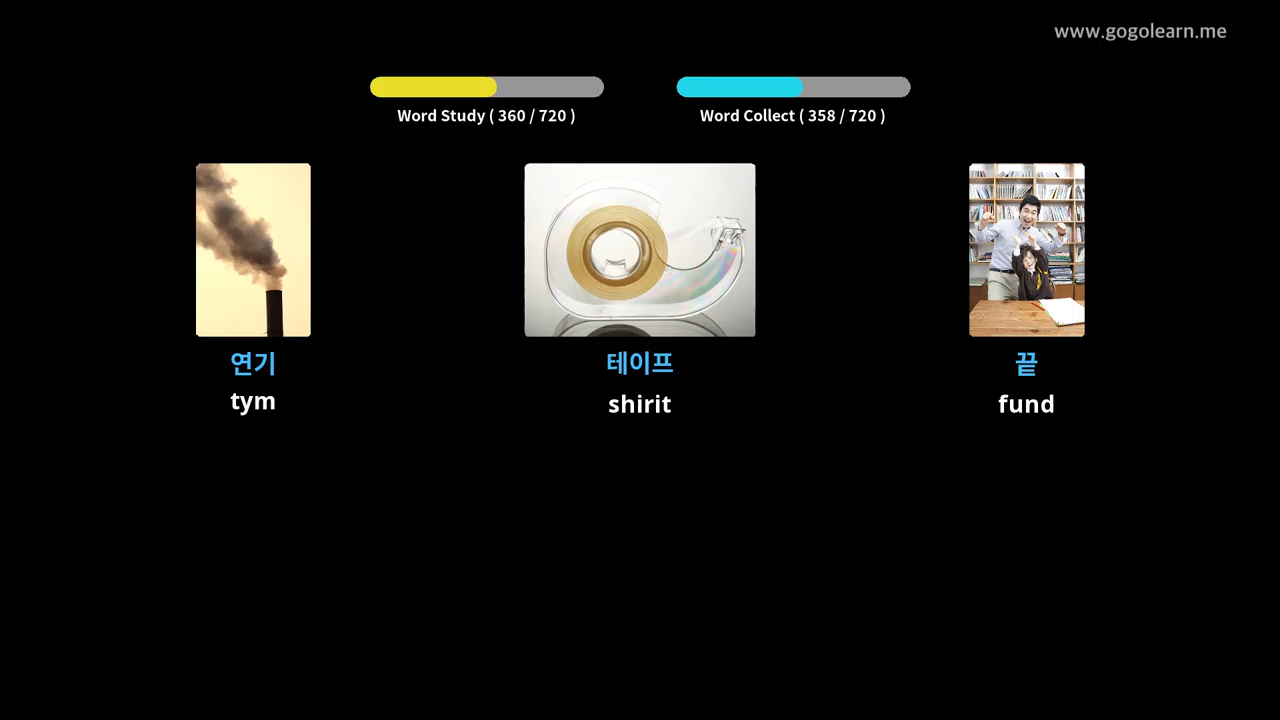 www.gogolearn.me
Word Study ( 360 / 720 )
Word Collect ( 358 / 720 )
연기
테이프
끝
tym
shirit
fund